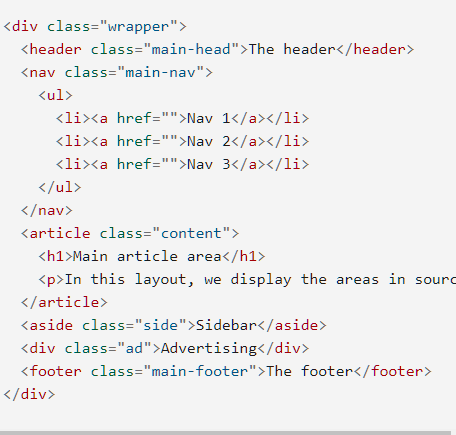 <div class="wrapper">
  <header class="main-head">The header</header>
  <nav class="main-nav">
    <ul>
      <li><a href="">Nav 1</a></li>
      <li><a href="">Nav 2</a></li>
      <li><a href="">Nav 3</a></li>
    </ul>
  </nav>
  <article class="content">
    <h1>Main article area</h1>
    <p>In this layout, we display the areas in sourc
  </article>
  <aside class="side">Sidebar</aside>
  <div class="ad">Advertising</div>
  <footer class="main-footer">The footer</footer>
</div>